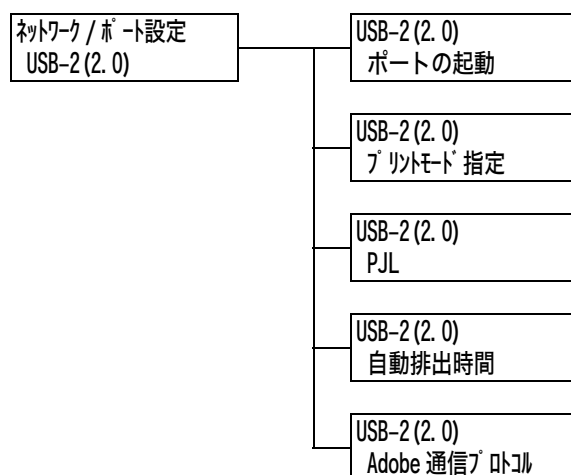 ﾈｯﾄﾜｰｸ / ﾎﾟｰﾄ設定
USB-2(2.0)
USB-2(2.0)
ポートの起動
USB-2(2.0)
ﾌﾟﾘﾝﾄﾓｰﾄﾞ指定
USB-2(2.0)
PJL
USB-2(2.0)
自動排出時間
USB-2(2.0)
Adobe 通信ﾌﾟﾛﾄｺﾙ